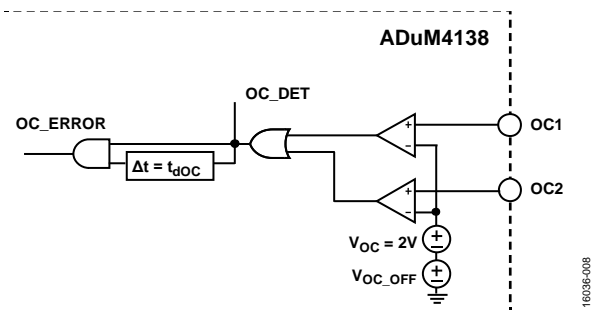 ADuM4138
OC_DET
OC_ERROR
OC1
Δt = tdOC
OC2
VOC = 2V
VOC_OFF
16036-008